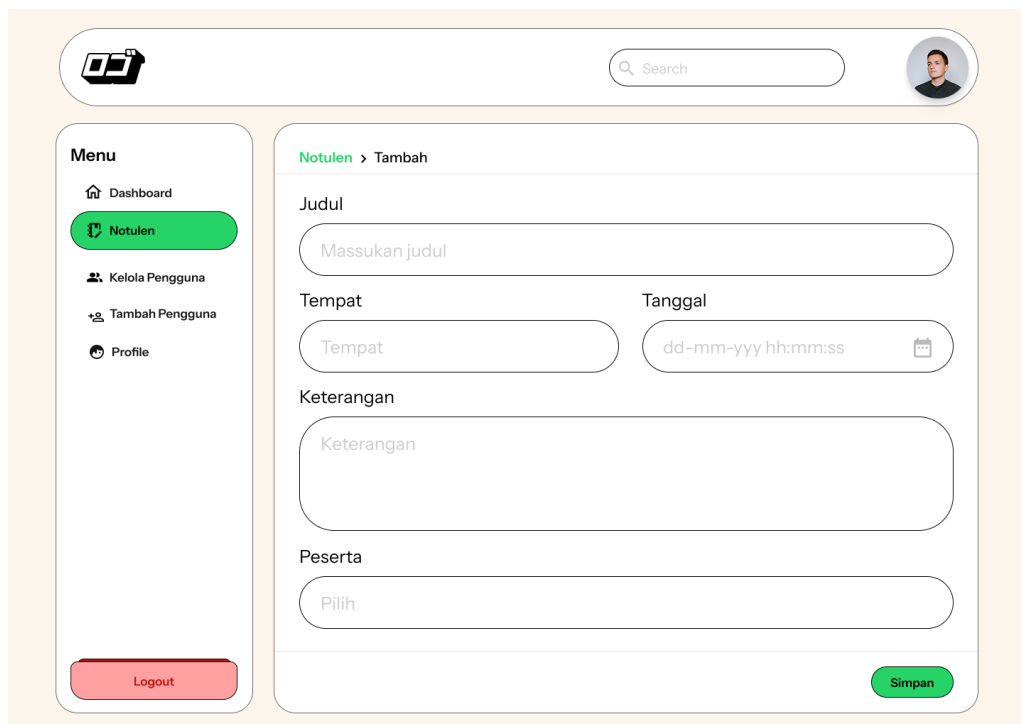 Search
Menu
Dashboard
Notulen
Kelola Pengguna
Tambah Pengguna
Profile
Logout
Notulen > Tambah
Judul
Massukan judul
Tempat
Tempat
Tanggal
dd-mm-yyy hh:mm:ss
Keterangan
Keterangan
Peserta
Pilih
Simpan